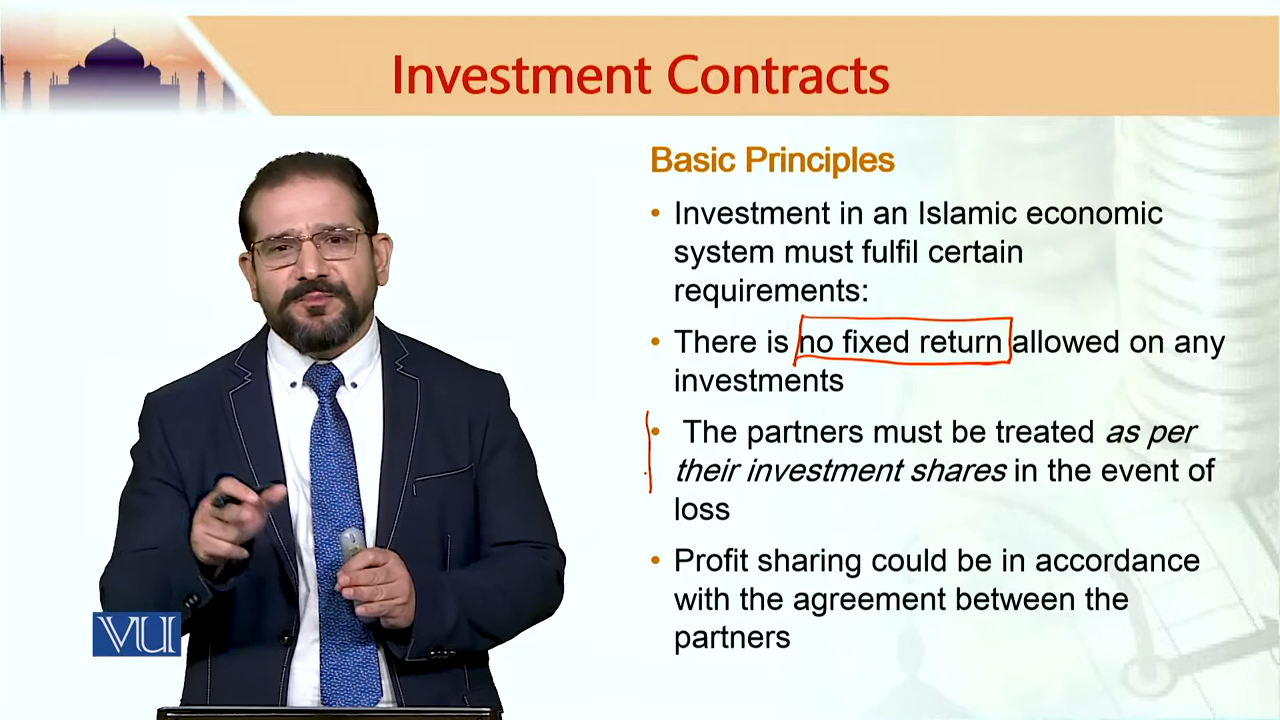 Investment Contracts
Basic Principles
• Investment in an Islamic economic
system must fulfil certain
requirements:
• There is no fixed return allowed on any
investments
• The partners must be treated as per
their investment shares in the event of
loss
• Profit sharing could be in accordance
with the agreement between the
partners
VU